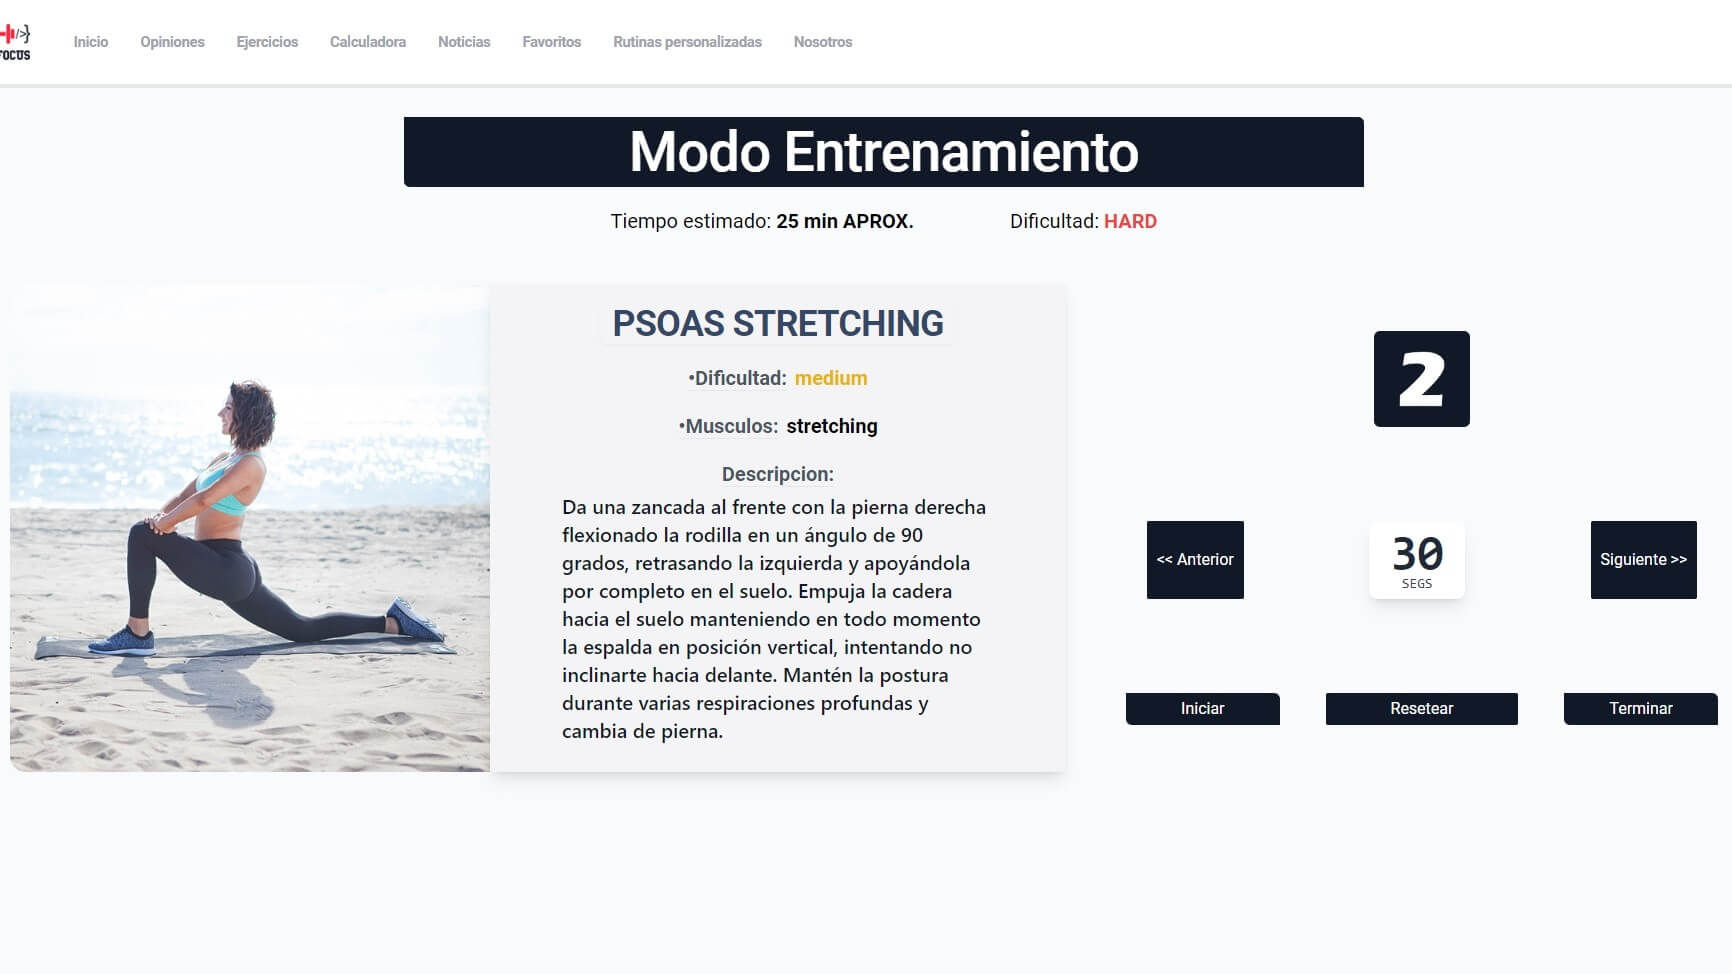 />}
FOCUS
Inicio
Opiniones
Ejercicios
Calculadora
Noticias
Favoritos
Rutinas personalizadas
Nosotros
Modo Entrenamiento
Tiempo estimado: 25 min APROX.
Dificultad: HARD
PSOAS STRETCHING
•Dificultad: medium
•Musculos: stretching
Descripcion:
Da una zancada al frente con la pierna derecha
flexionado la rodilla en un ángulo de 90
grados, retrasando la izquierda y apoyándola
por completo en el suelo. Empuja la cadera
hacia el suelo manteniendo en todo momento
la espalda en posición vertical, intentando no
inclinarte hacia delante. Mantén la postura
durante varias respiraciones profundas y
cambia de pierna.
2
<< Anterior
30
SEGS
Siguiente >>
Iniciar
Resetear
Terminar